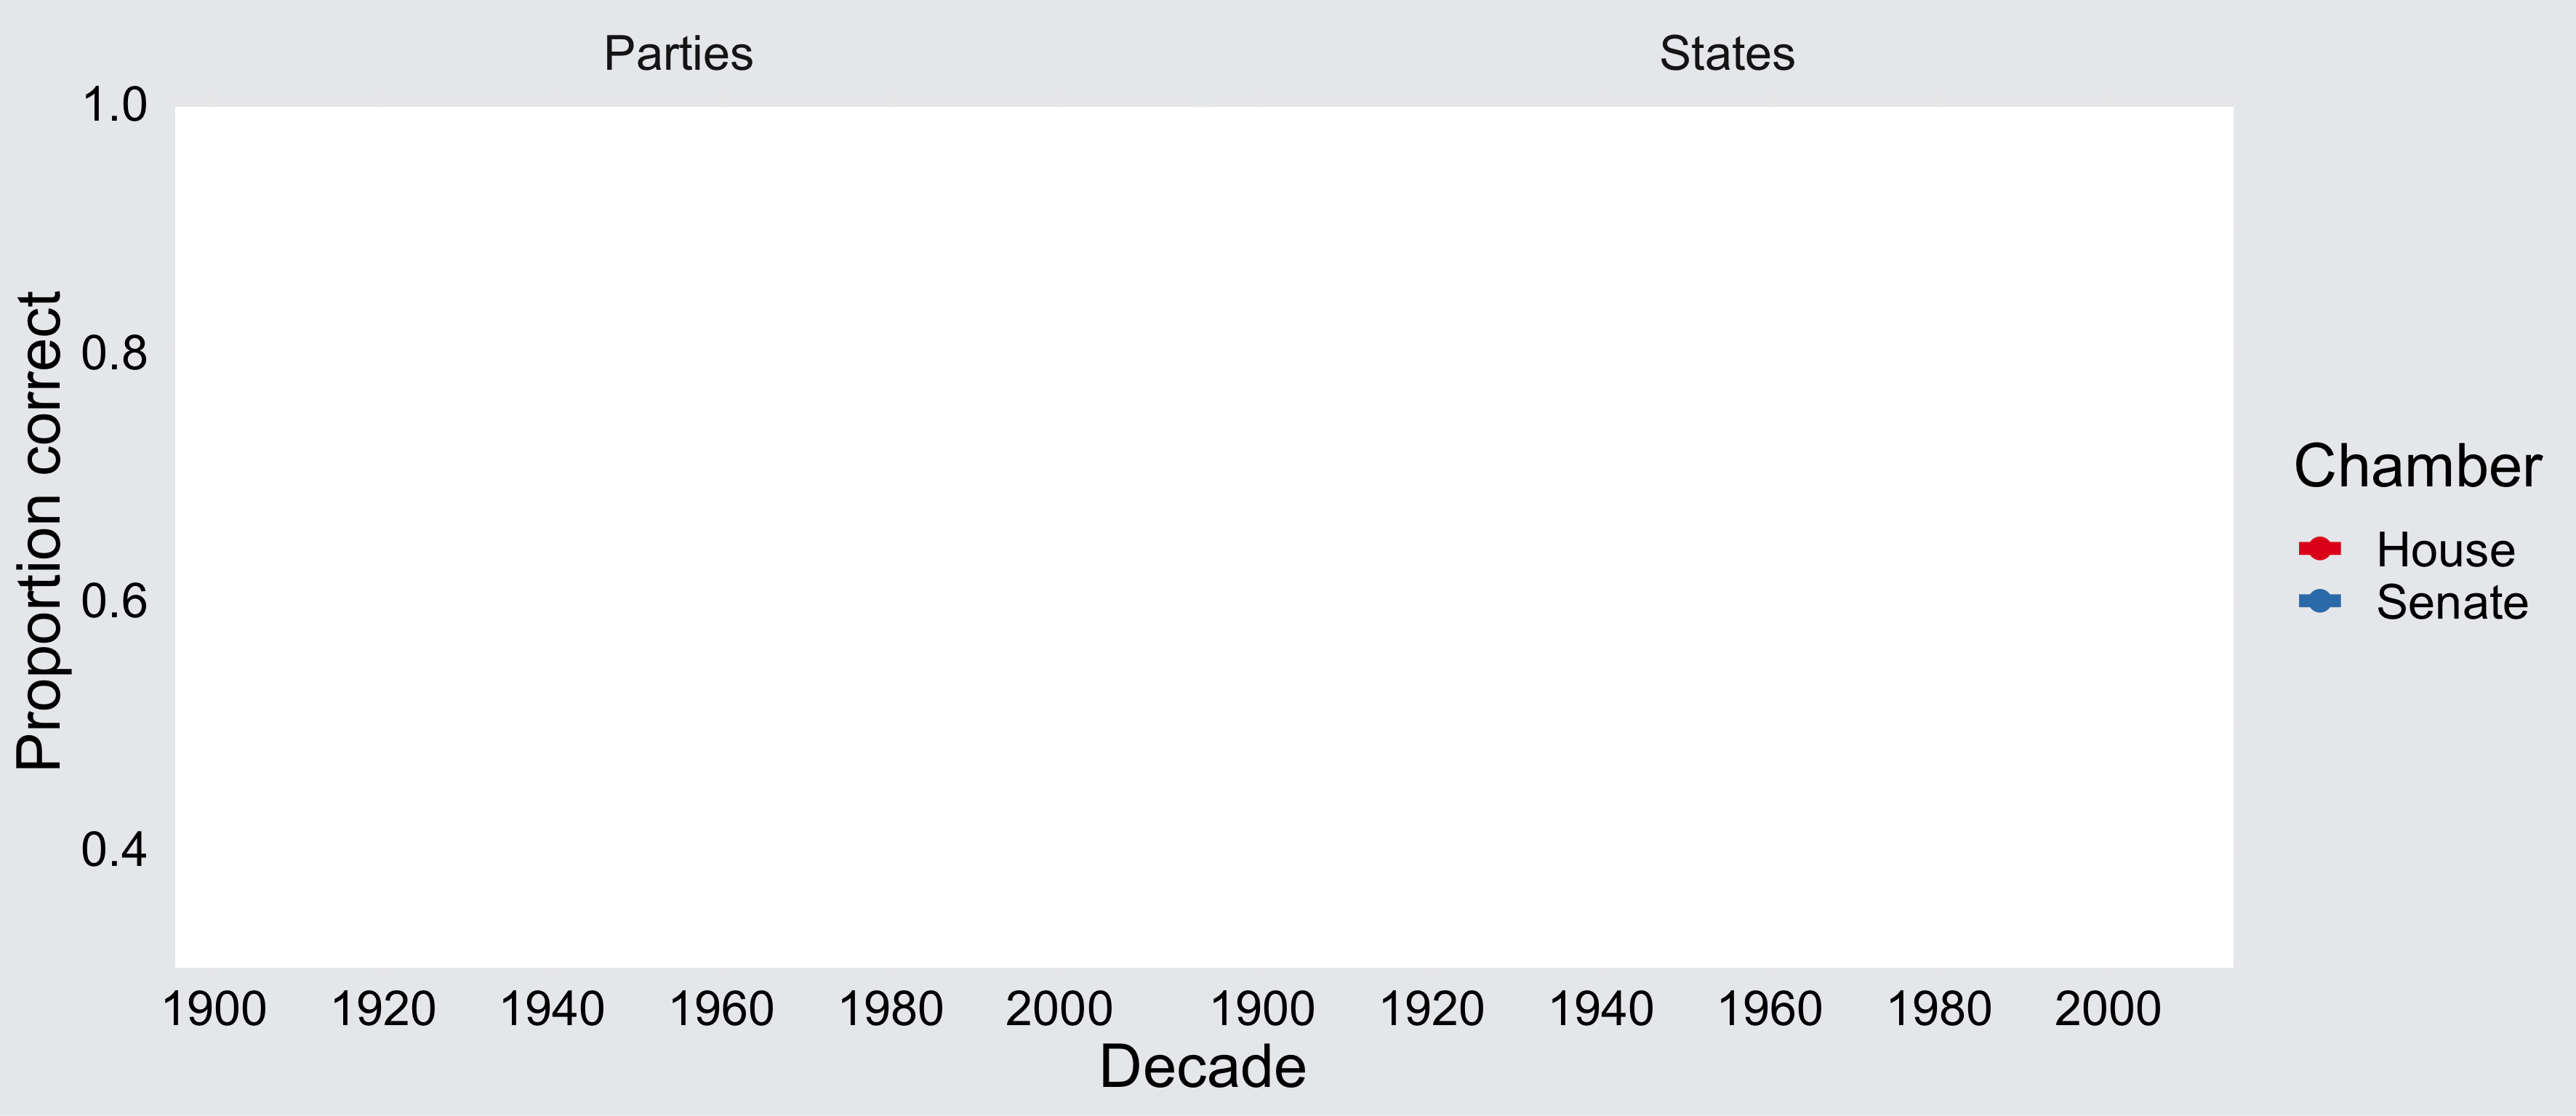 Parties States
1.0
0.8
0.6
0.4
Proportion correct
1900 1920 1940 1960 1980 2000 1900 1920 1940 1960 1980 2000
Decade
Chamber
House
Senate